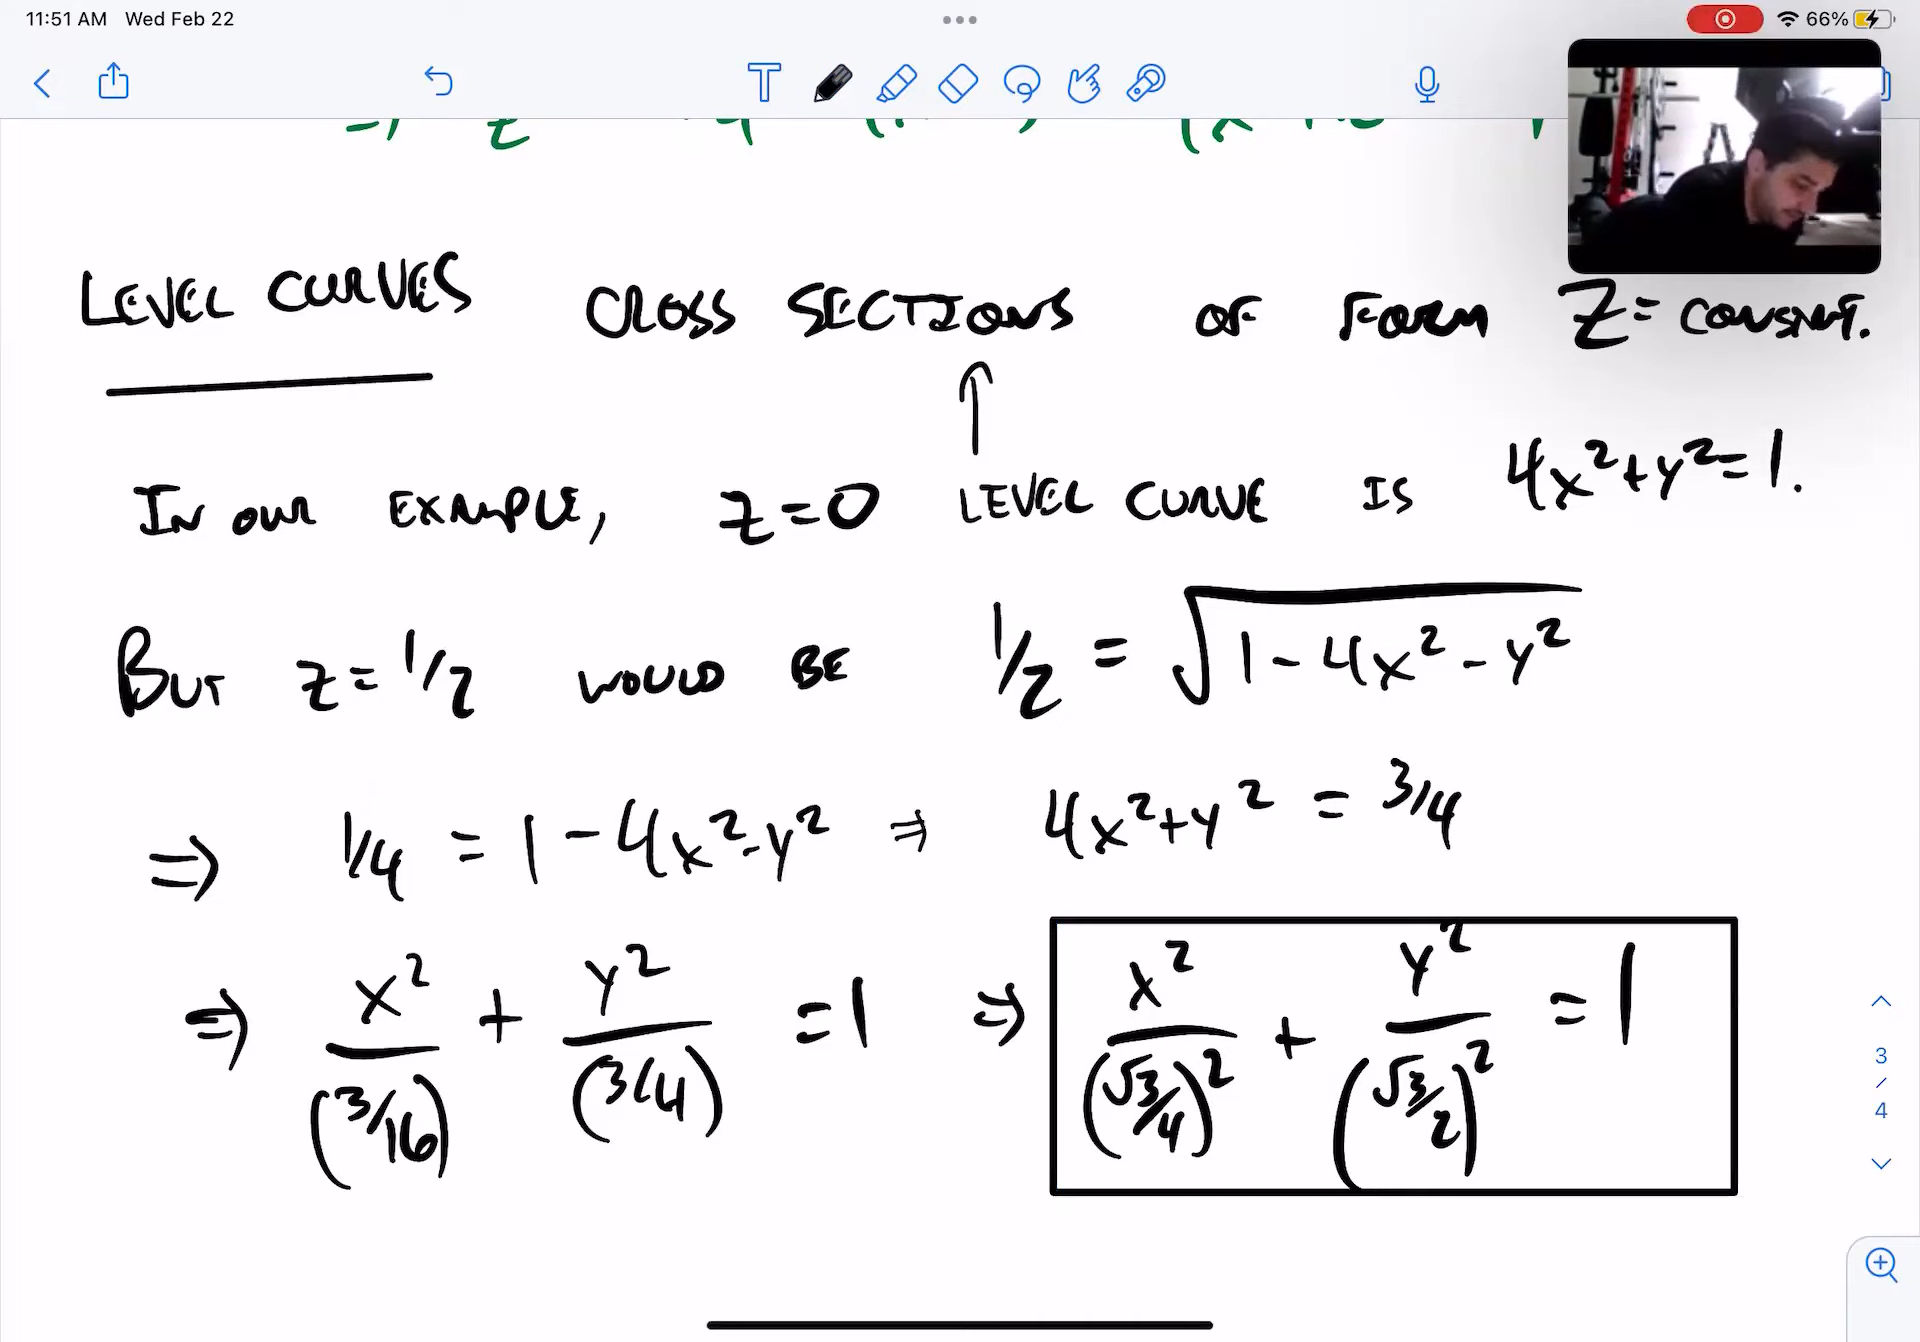 11:51 AM Wed Feb 22
66%
LEVEL CURVES CROSS SECTIONS OF FORM Z = CONSTANT.
IN OUR EXAMPLE, z=0 LEVEL CURVE IS 4x²+y²=1.
BUT z=1/2 WOULD BE 1/2 = √(1-4x²-y²)
⇒ 1/4 = 1-4x²-y² ⇒ 4x²+y² = 3/4
⇒ x²/(3/16) + y²/(3/4) =1 ⇒ x²/(√3/4)² + y²/(√3/2)² = 1
3
/
4